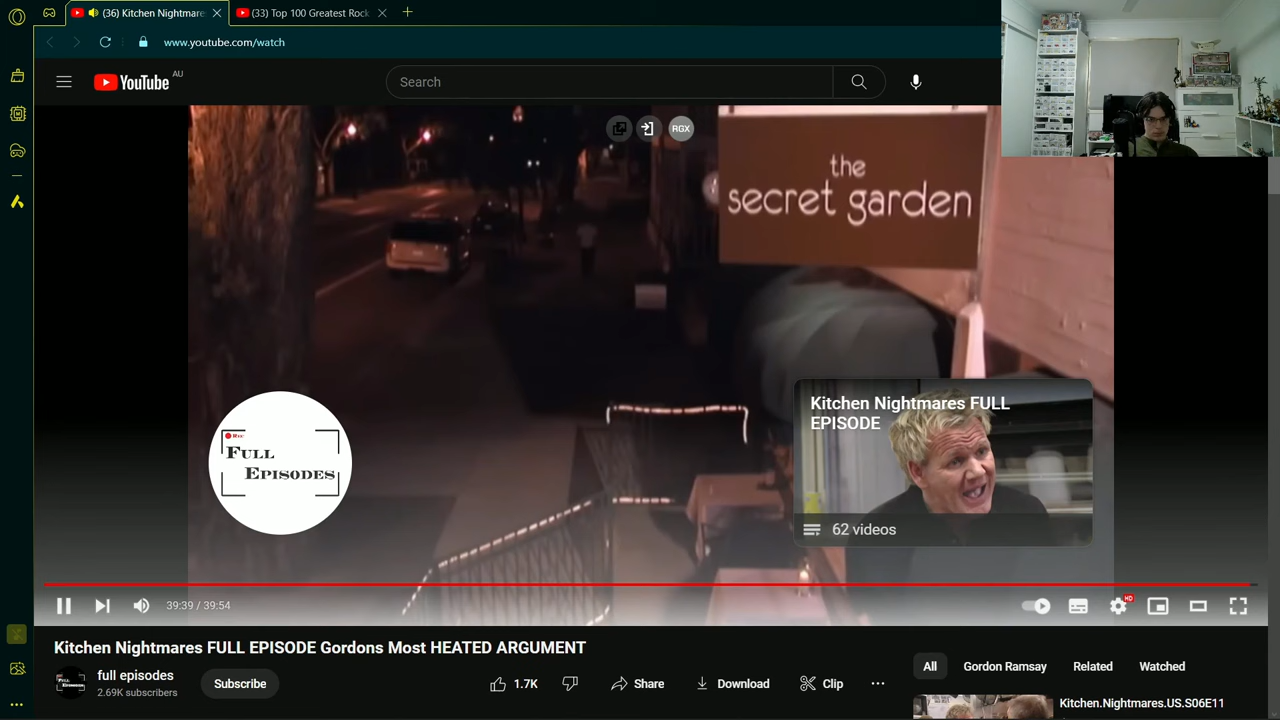 (36) Kitchen Nightmare
(33) Top 100 Greatest Rock
www.youtube.com/watch
YouTube AU
Search
RGX
the
secret garden
Rec
FULL
EPISODES
Kitchen Nightmares FULL
EPISODE
62 videos
39:39 / 39:54
HD
Kitchen Nightmares FULL EPISODE Gordons Most HEATED ARGUMENT
full episodes
2.69K subscribers
Subscribe
1.7K
Share
Download
Clip
All
Gordon Ramsay
Related
Watched
Kitchen.Nightmares.US.S06E11